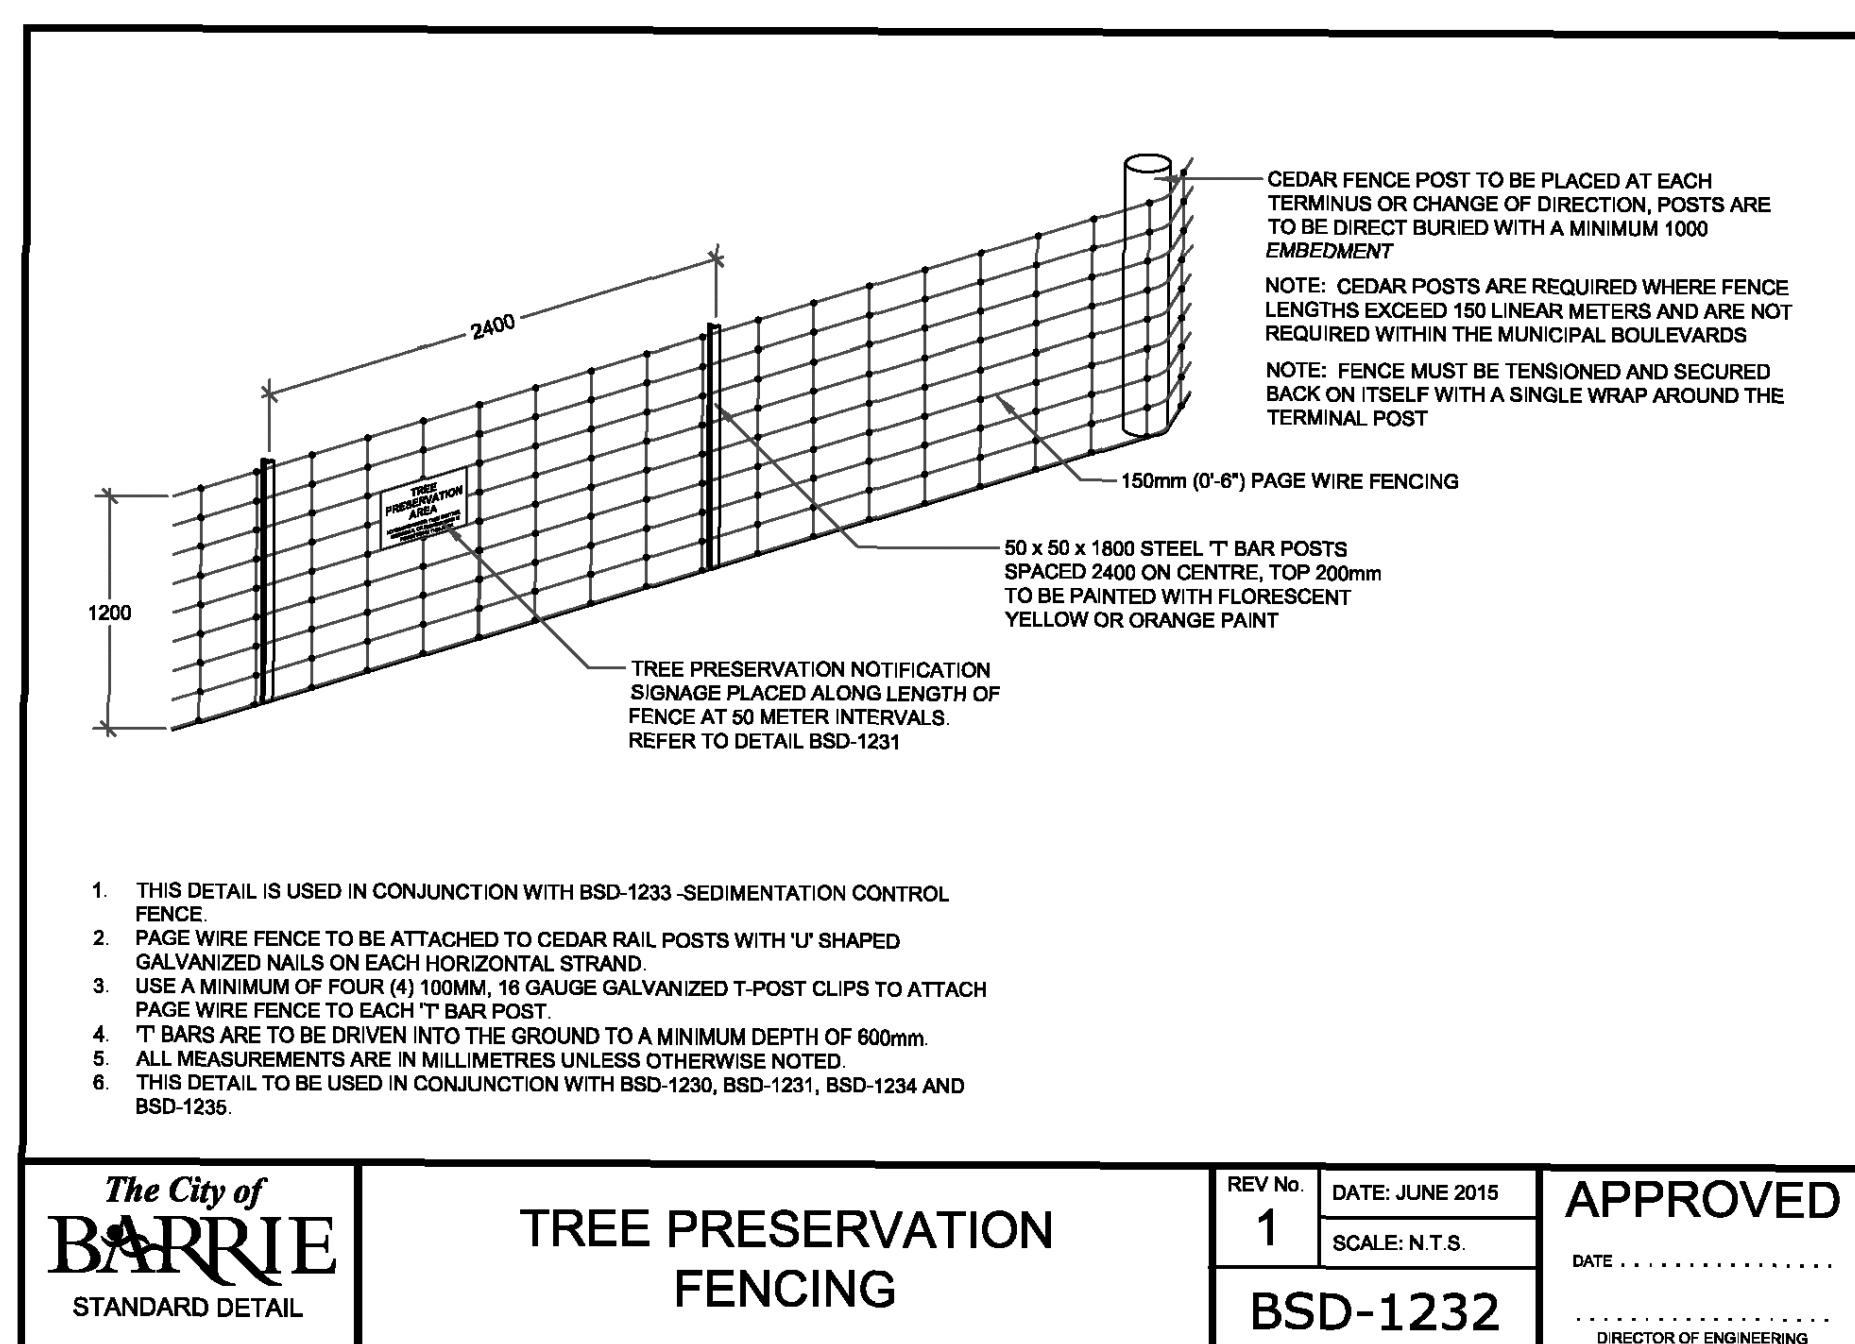 CEDAR FENCE POST TO BE PLACED AT EACH
TERMINUS OR CHANGE OF DIRECTION, POSTS ARE
TO BE DIRECT BURIED WITH A MINIMUM 1000
EMBEDMENT
NOTE: CEDAR POSTS ARE REQUIRED WHERE FENCE
LENGTHS EXCEED 150 LINEAR METERS AND ARE NOT
REQUIRED WITHIN THE MUNICIPAL BOULEVARDS
NOTE: FENCE MUST BE TENSIONED AND SECURED
BACK ON ITSELF WITH A SINGLE WRAP AROUND THE
TERMINAL POST
2400
150mm (0'-6") PAGE WIRE FENCING
TREE
PRESERVATION
AREA
50 x 50 x 1800 STEEL 'T' BAR POSTS
SPACED 2400 ON CENTRE, TOP 200mm
TO BE PAINTED WITH FLORESCENT
YELLOW OR ORANGE PAINT
1200
TREE PRESERVATION NOTIFICATION
SIGNAGE PLACED ALONG LENGTH OF
FENCE AT 50 METER INTERVALS.
REFER TO DETAIL BSD-1231
1. THIS DETAIL IS USED IN CONJUNCTION WITH BSD-1233 -SEDIMENTATION CONTROL
FENCE.
2. PAGE WIRE FENCE TO BE ATTACHED TO CEDAR RAIL POSTS WITH 'U' SHAPED
GALVANIZED NAILS ON EACH HORIZONTAL STRAND.
3. USE A MINIMUM OF FOUR (4) 100MM, 16 GAUGE GALVANIZED T-POST CLIPS TO ATTACH
PAGE WIRE FENCE TO EACH 'T' BAR POST.
4. 'T' BARS ARE TO BE DRIVEN INTO THE GROUND TO A MINIMUM DEPTH OF 600mm.
5. ALL MEASUREMENTS ARE IN MILLIMETRES UNLESS OTHERWISE NOTED.
6. THIS DETAIL TO BE USED IN CONJUNCTION WITH BSD-1230, BSD-1231, BSD-1234 AND
BSD-1235.
The City of
BARRIE
STANDARD DETAIL
TREE PRESERVATION
FENCING
REV No.
1
DATE: JUNE 2015
SCALE: N.T.S.
BSD-1232
APPROVED
DATE . . . . . . . . . . . . . . . .
. . . . . . . . . . . . . . . . . . .
DIRECTOR OF ENGINEERING